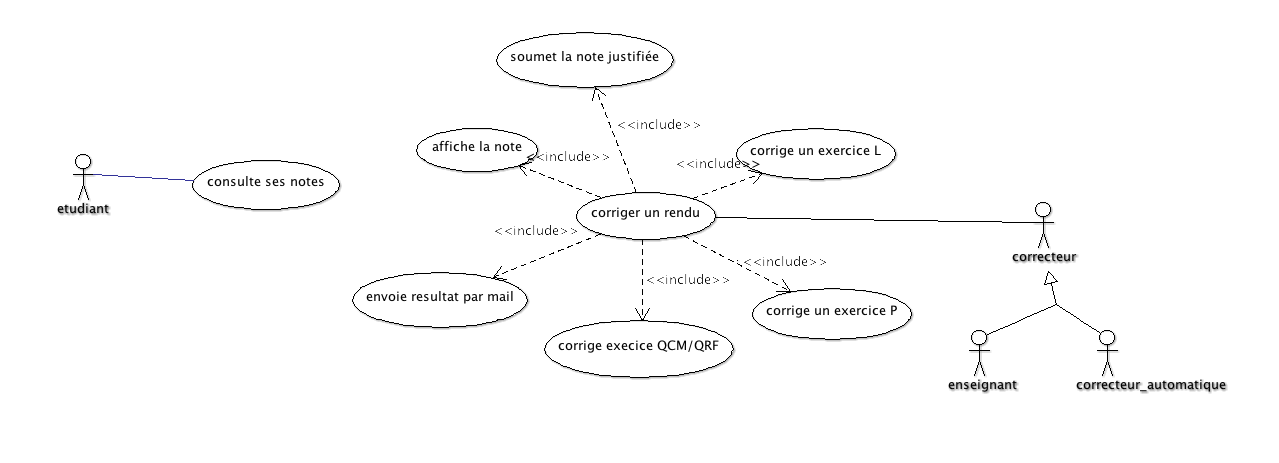 soumet la note justifiée
<<include>>
affiche la note
<<include>>
<<include>>
corrige un exercice L
consulte ses notes
etudiant
corriger un rendu
<<include>>
correcteur
<<include>>
<<include>>
envoie resultat par mail
corrige un exercice P
corrige execice QCM/QRF
enseignant
correcteur_automatique